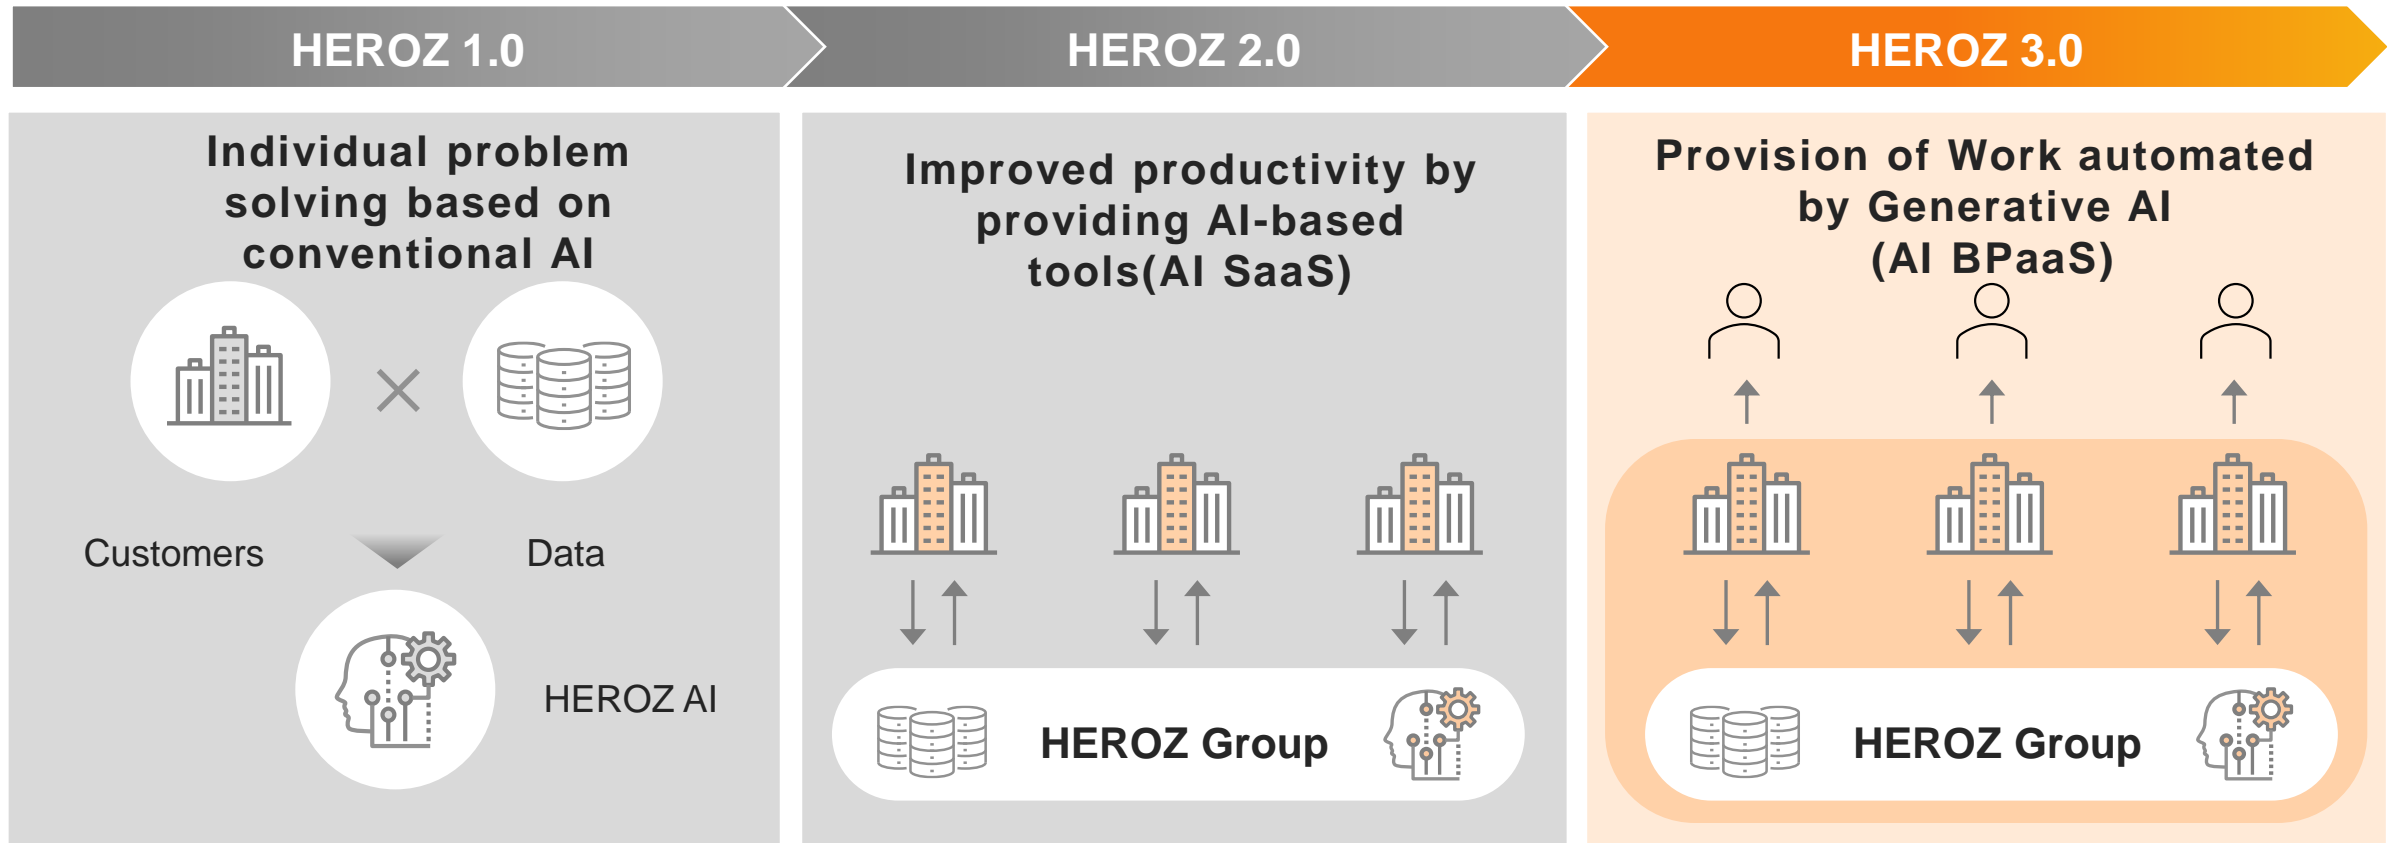 HEROZ 1.0
HEROZ 2.0
HEROZ 3.0
Individual problem
solving based on
conventional AI
Customers
Data
HEROZ AI
Improved productivity by
providing AI-based
tools(AI SaaS)
HEROZ Group
Provision of Work automated
by Generative AI
(AI BPaaS)
HEROZ Group